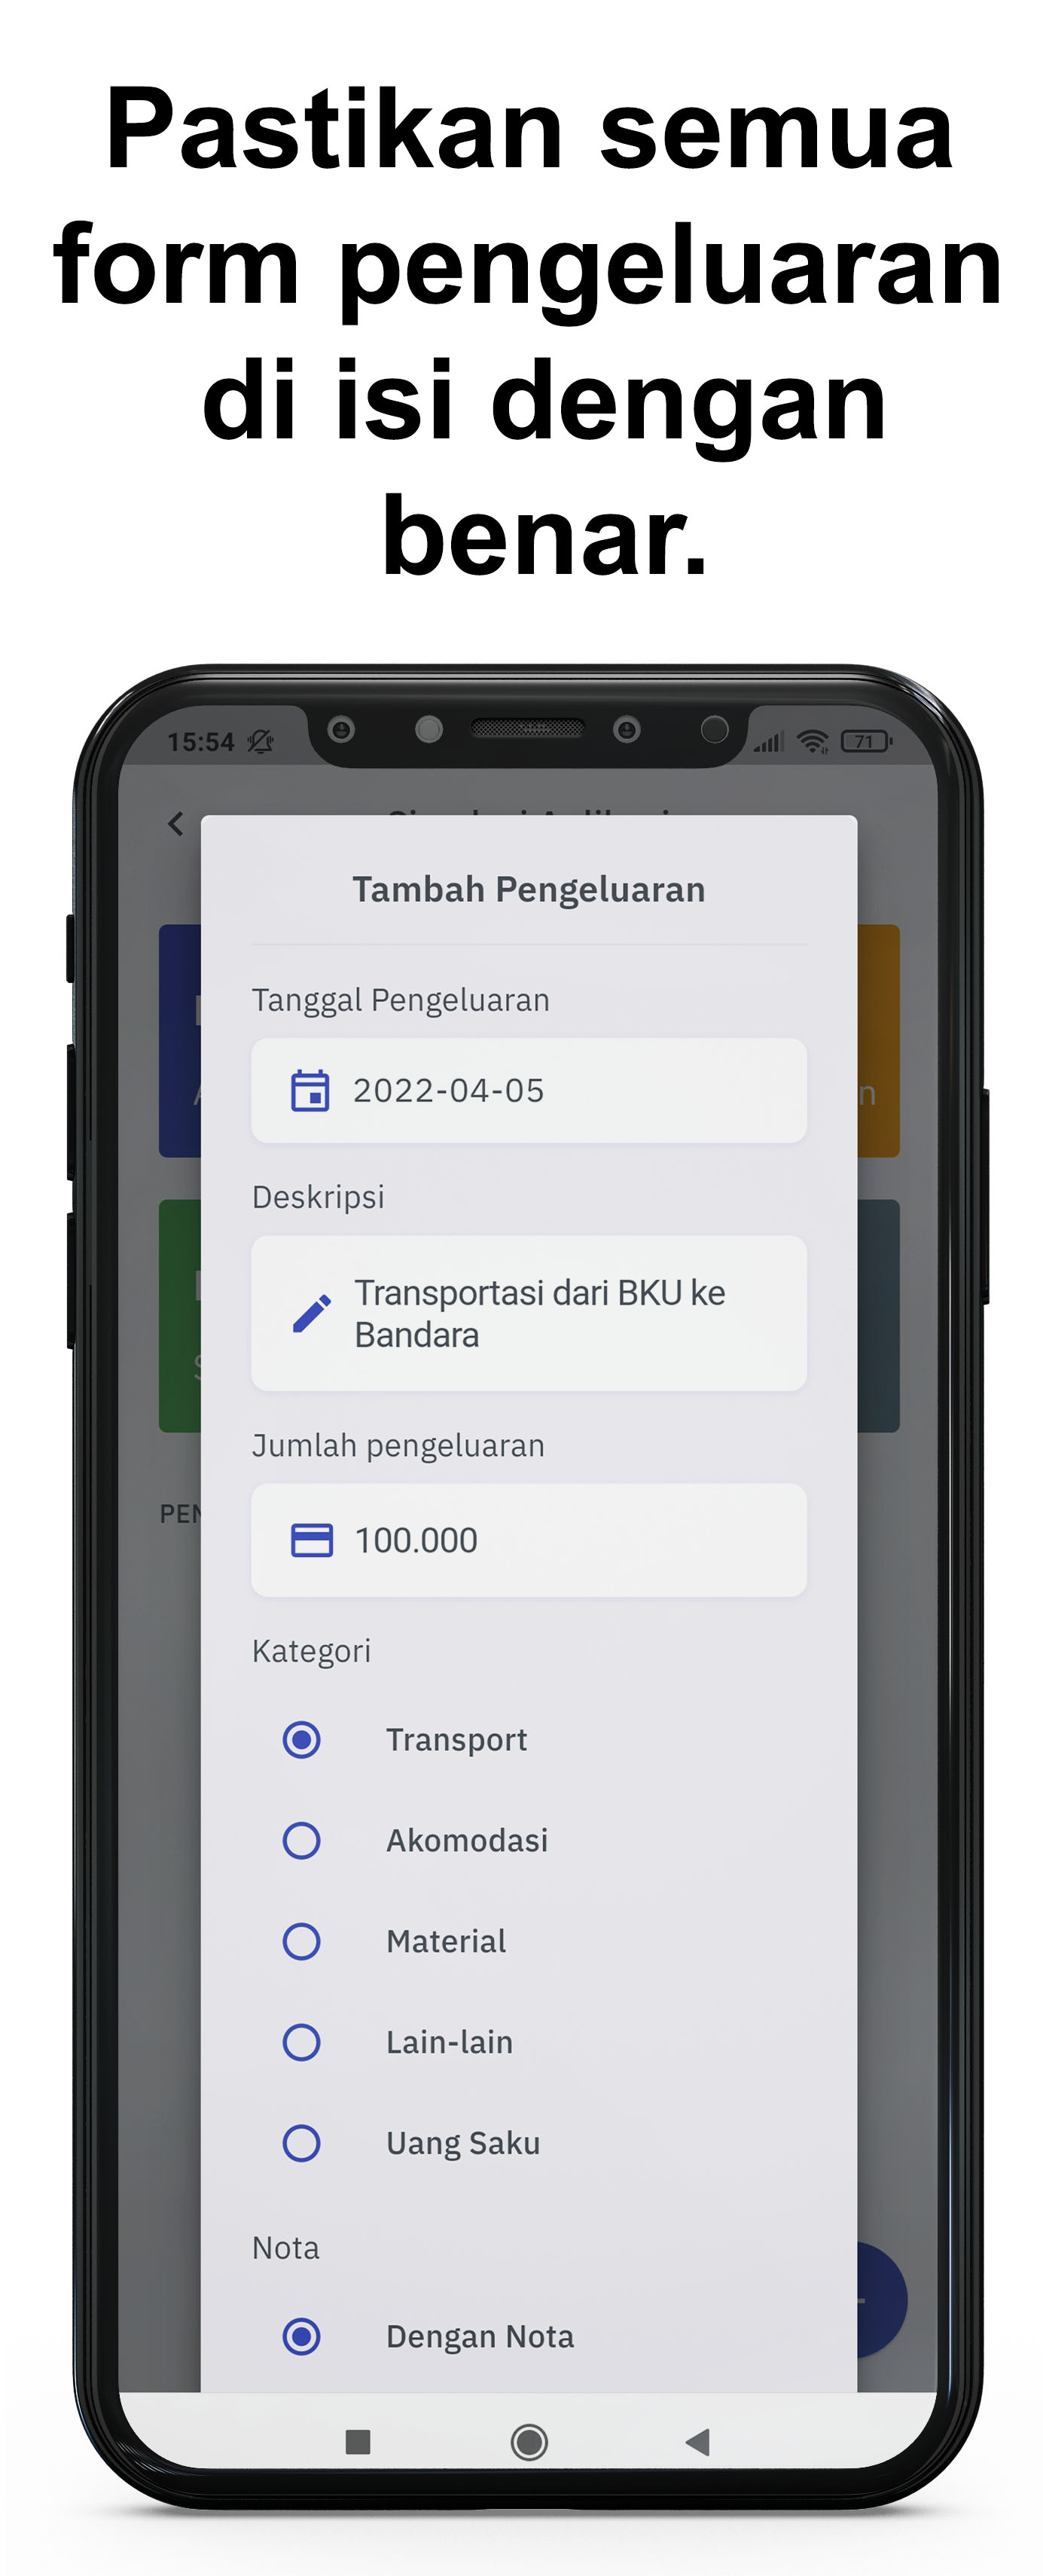 Pastikan semua
form pengeluaran
di isi dengan
benar.
15:54
71
Tambah Pengeluaran
Tanggal Pengeluaran
2022-04-05
Deskripsi
Transportasi dari BKU ke
Bandara
Jumlah pengeluaran
100.000
Kategori
Transport
Akomodasi
Material
Lain-lain
Uang Saku
Nota
Dengan Nota